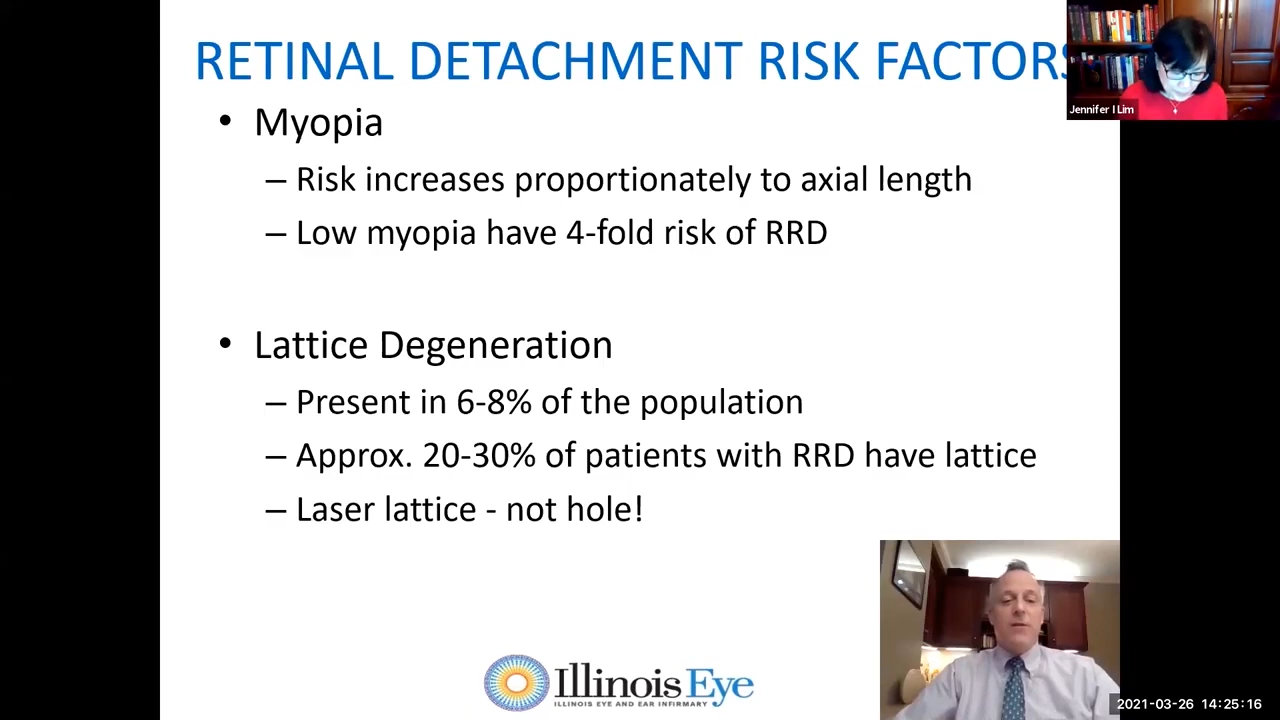 RETINAL DETACHMENT RISK FACTORS
Jennifer I Lim
• Myopia
– Risk increases proportionately to axial length
– Low myopia have 4-fold risk of RRD
• Lattice Degeneration
– Present in 6-8% of the population
– Approx. 20-30% of patients with RRD have lattice
– Laser lattice - not hole!
Illinois Eye
ILLINOIS EYE AND EAR INFIRMARY
2021-03-26 14:25:16